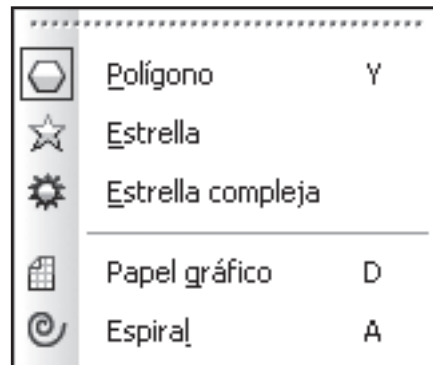 Polígono Y
Estrella
Estrella compleja
Papel gráfico D
Espiral A